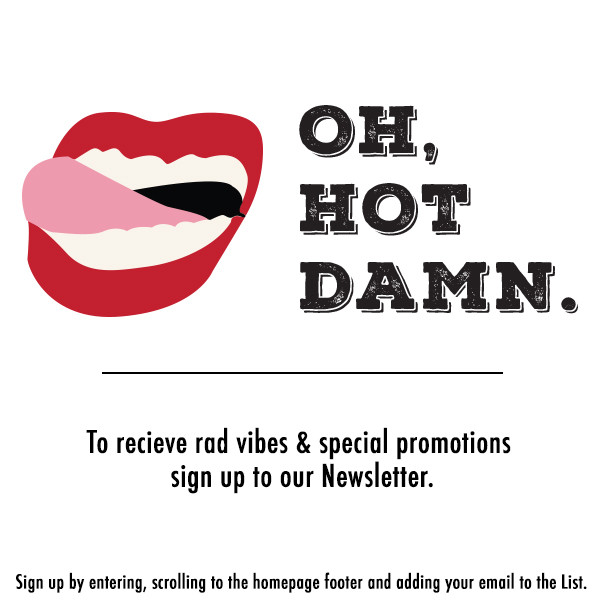 OH,
HOT
DAMN.
To recieve rad vibes & special promotions
sign up to our Newsletter.
Sign up by entering, scrolling to the homepage footer and adding your email to the List.